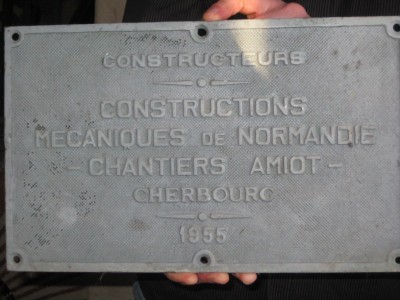 CONSTRUCTEURS
CONSTRUCTIONS
MECANIQUES DE NORMANDIE
- CHANTIERS AMIOT -
CHERBOURG
1955